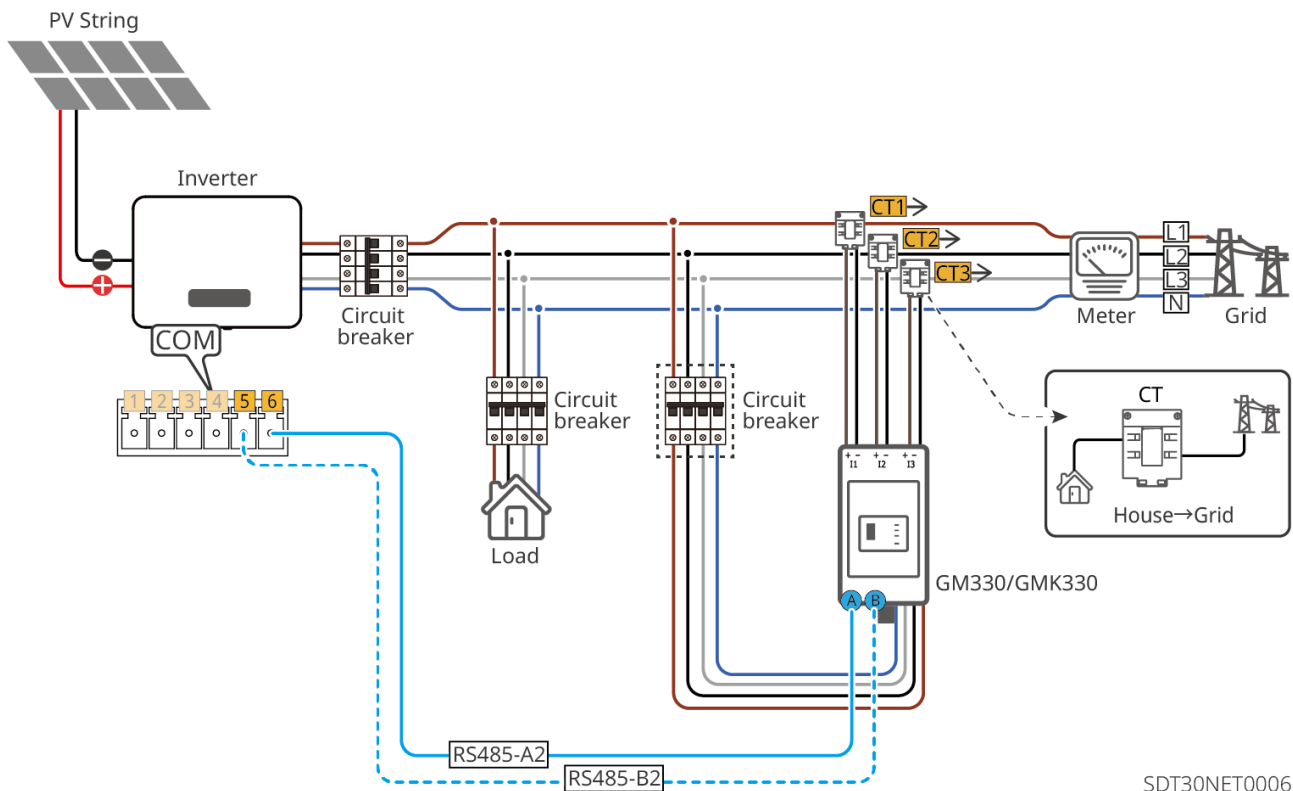 PV String
Inverter
CT1
CT2
CT3
L1
L2
L3
N
Circuit
breaker
Meter
Grid
COM
1 2 3 4 5 6
Circuit
breaker
Circuit
breaker
CT
House→Grid
+ - + - + -
I1 I2 I3
Load
GM330/GMK330
A B
RS485-A2
RS485-B2
SDT30NET0006